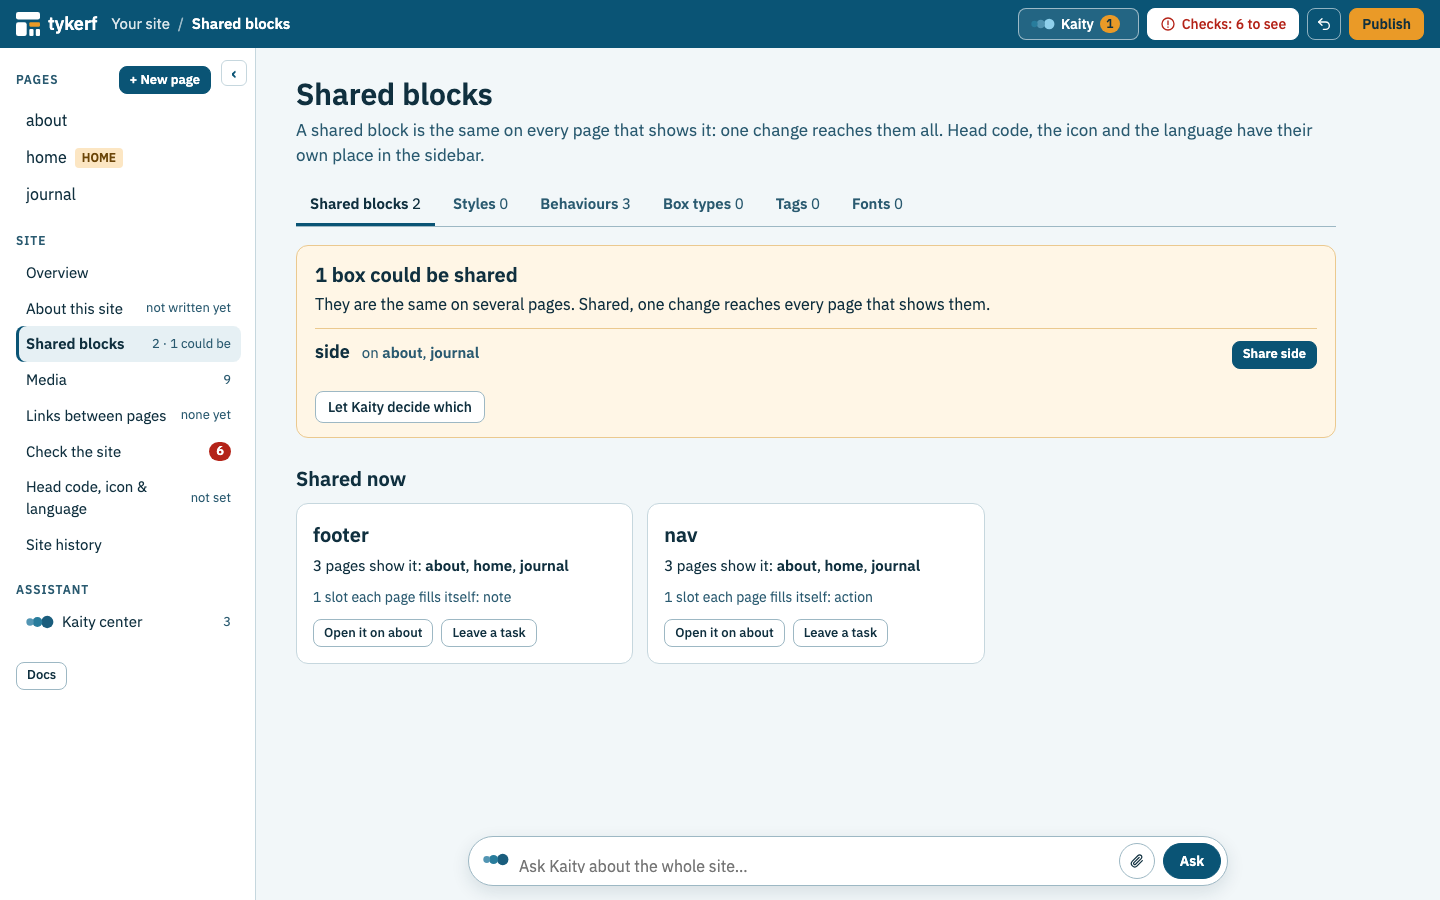 tykerf Your site / Shared blocks Kaity 1 Checks: 6 to see Publish
PAGES + New page ‹
about
home HOME
journal
SITE
Overview
About this site not written yet
Shared blocks 2 · 1 could be
Media 9
Links between pages none yet
Check the site 6
Head code, icon &
language not set
Site history
ASSISTANT
Kaity center 3
Docs
Shared blocks
A shared block is the same on every page that shows it: one change reaches them all. Head code, the icon and the language have their
own place in the sidebar.
Shared blocks 2 Styles 0 Behaviours 3 Box types 0 Tags 0 Fonts 0
1 box could be shared
They are the same on several pages. Shared, one change reaches every page that shows them.
side on about, journal Share side
Let Kaity decide which
Shared now
footer
3 pages show it: about, home, journal
1 slot each page fills itself: note
Open it on about Leave a task
nav
3 pages show it: about, home, journal
1 slot each page fills itself: action
Open it on about Leave a task
Ask Kaity about the whole site... Ask